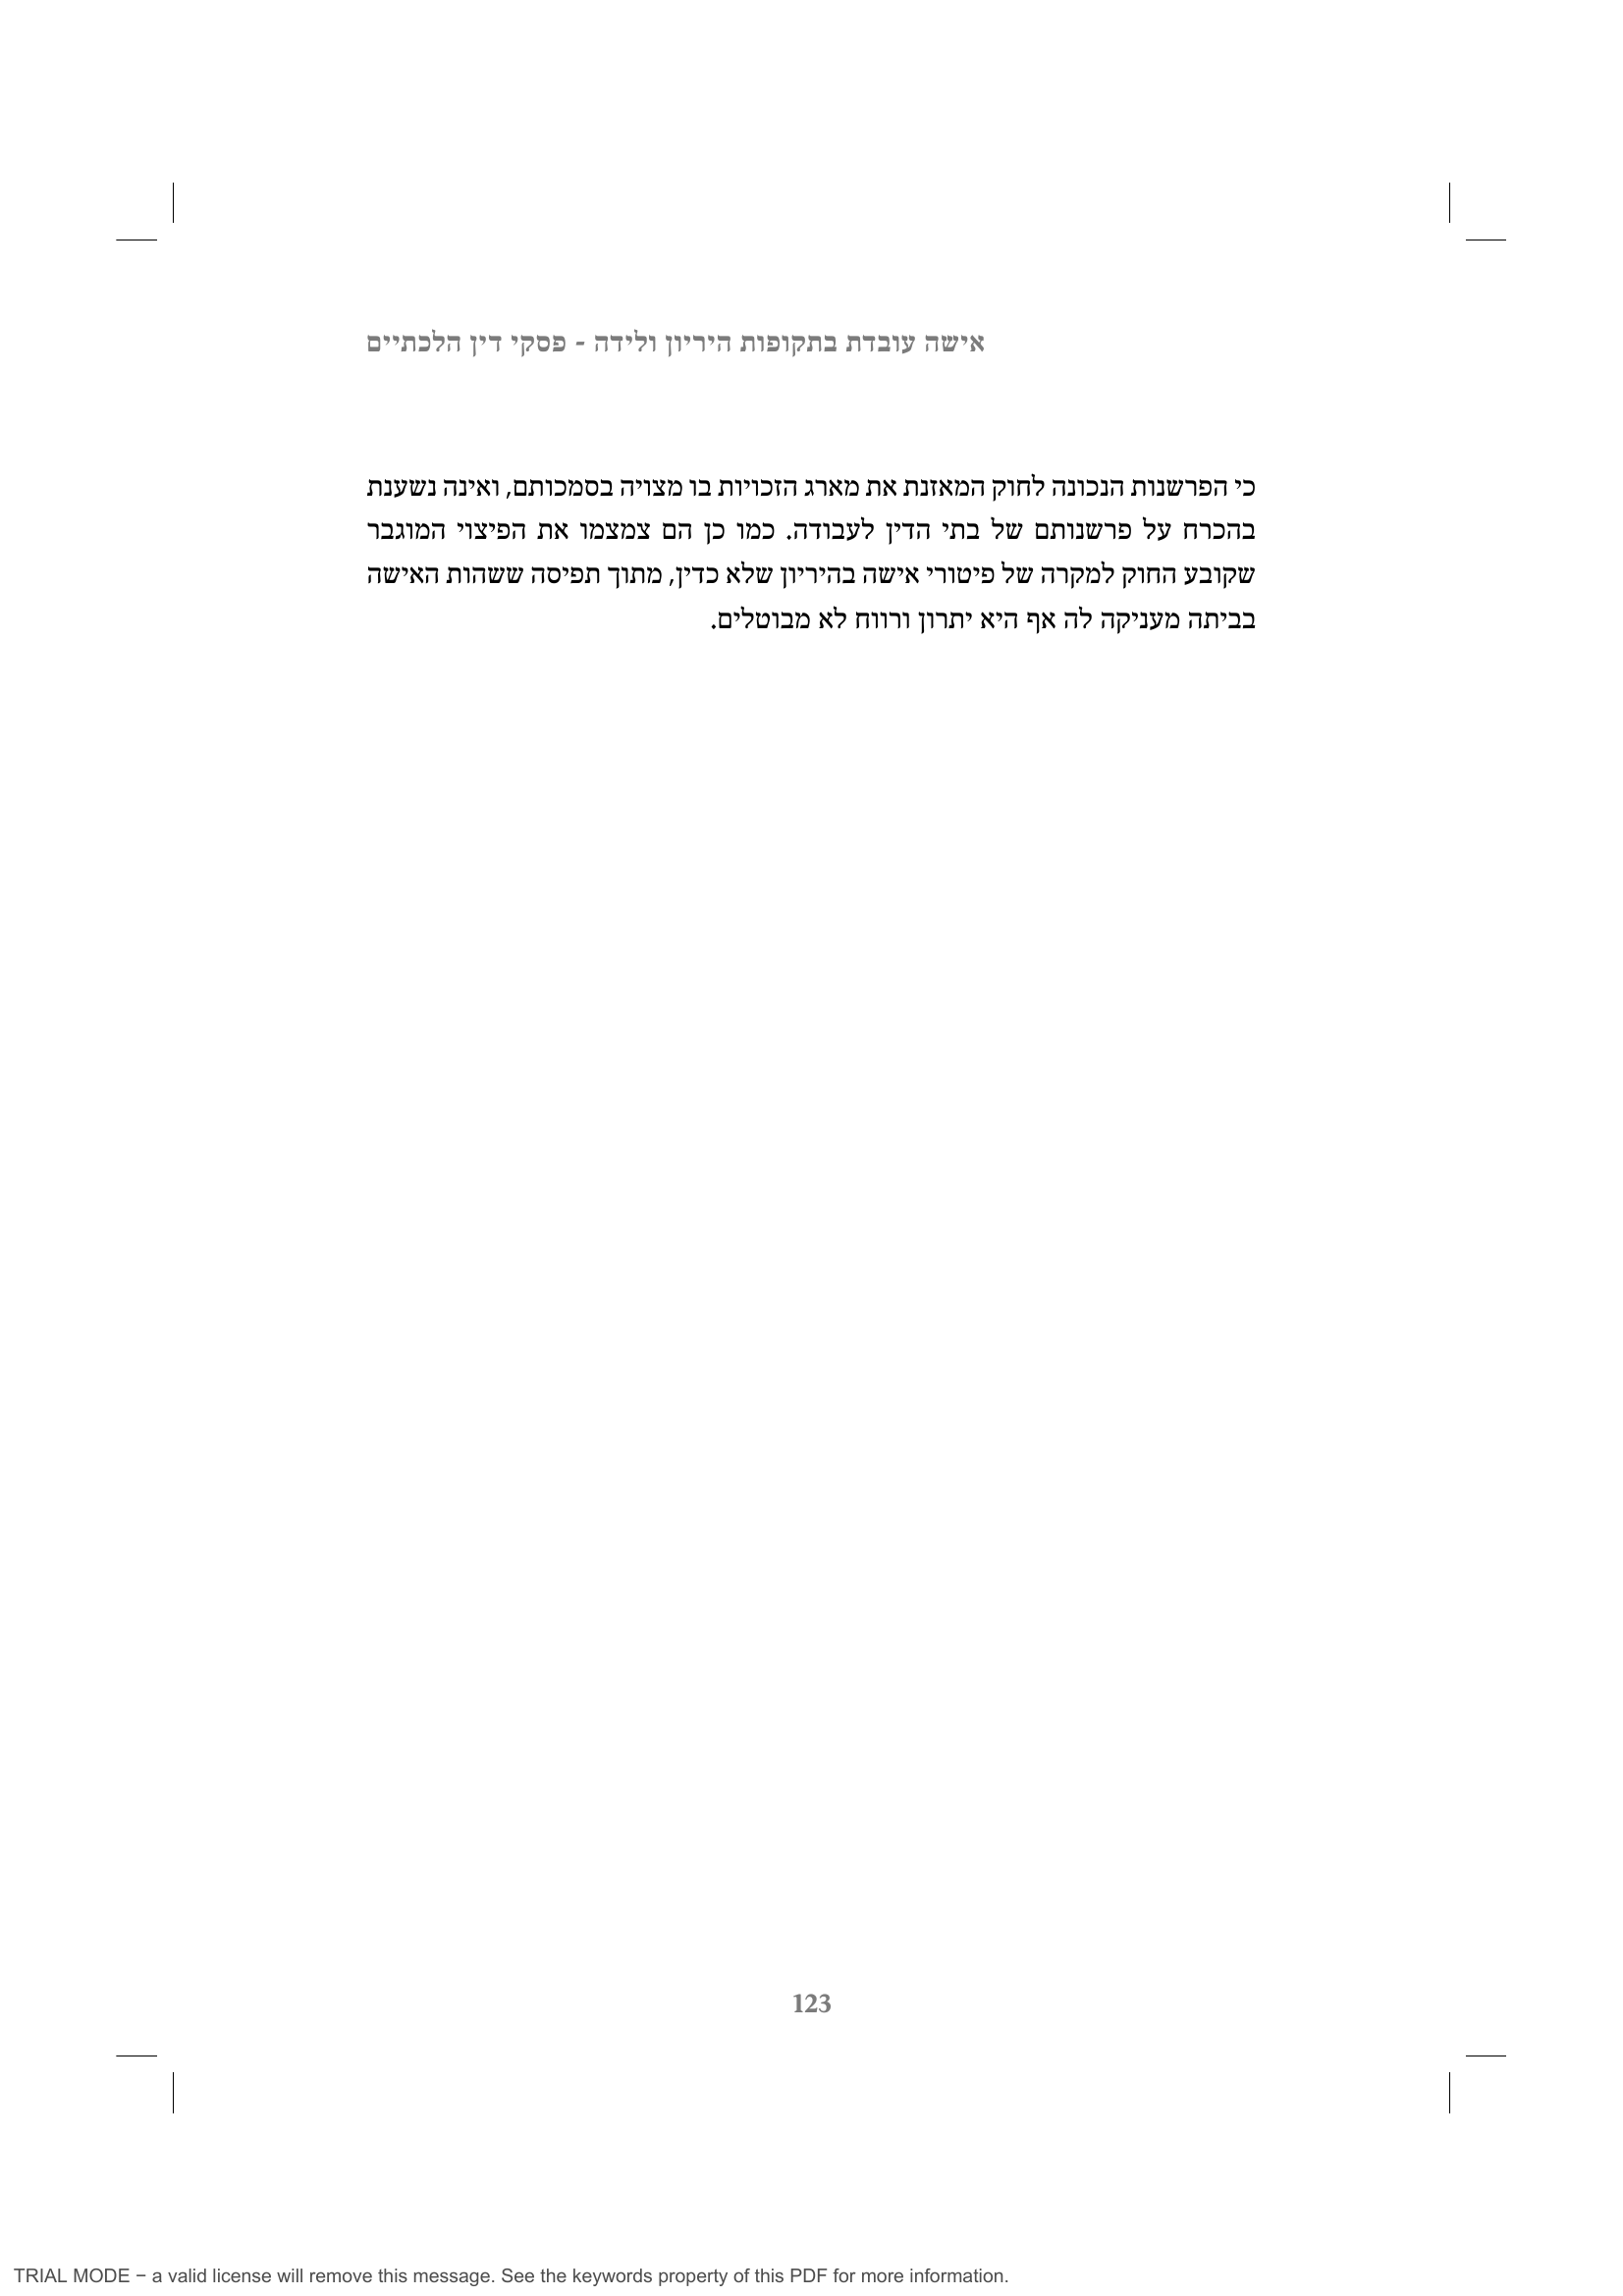 אישה עובדת בתקופות היריון ולידה - פסקי דין הלכתיים
כי הפרשנות הנכונה לחוק המאזנת את מארג הזכויות בו מצויה בסמכותם, ואינה נשענת
בהכרח על פרשנותם של בתי הדין לעבודה. כמו כן הם צמצמו את הפיצוי המוגבר
שקובע החוק למקרה של פיטורי אישה בהיריון שלא כדין, מתוך תפיסה ששהות האישה
בביתה מעניקה לה אף היא יתרון ורווח לא מבוטלים.
123
TRIAL MODE − a valid license will remove this message. See the keywords property of this PDF for more information.